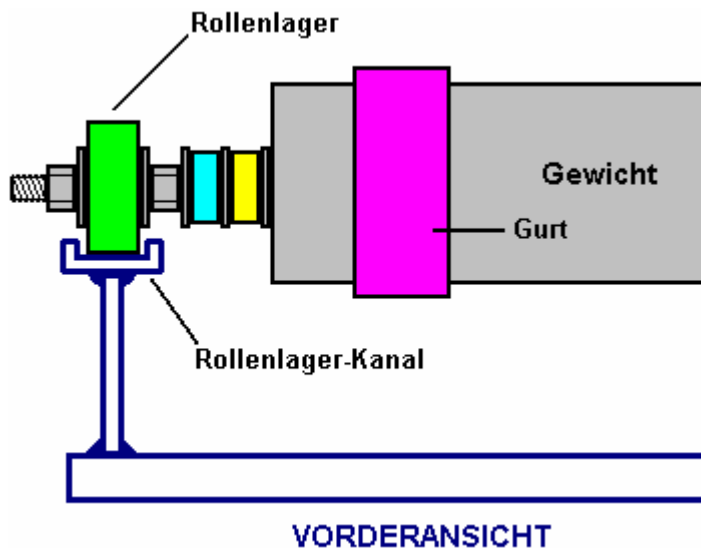 Rollenlager
Gewicht
Gurt
Rollenlager-Kanal
VORDERANSICHT